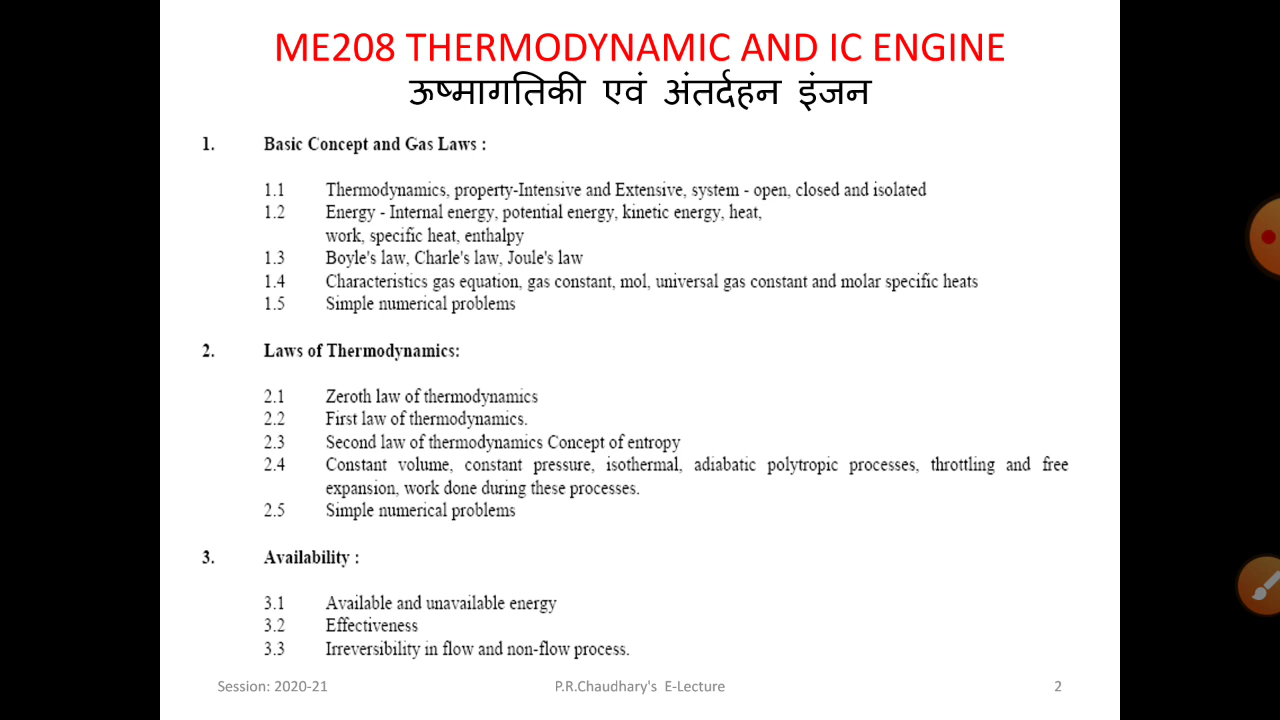 ME208 THERMODYNAMIC AND IC ENGINE
ऊष्मागतिकी एवं अंतर्दहन इंजन
1. Basic Concept and Gas Laws :
1.1 Thermodynamics, property-Intensive and Extensive, system - open, closed and isolated
1.2 Energy - Internal energy, potential energy, kinetic energy, heat,
work, specific heat, enthalpy
1.3 Boyle's law, Charle's law, Joule's law
1.4 Characteristics gas equation, gas constant, mol, universal gas constant and molar specific heats
1.5 Simple numerical problems
2. Laws of Thermodynamics:
2.1 Zeroth law of thermodynamics
2.2 First law of thermodynamics.
2.3 Second law of thermodynamics Concept of entropy
2.4 Constant volume, constant pressure, isothermal, adiabatic polytropic processes, throttling and free
expansion, work done during these processes.
2.5 Simple numerical problems
3. Availability :
3.1 Available and unavailable energy
3.2 Effectiveness
3.3 Irreversibility in flow and non-flow process.
Session: 2020-21 P.R.Chaudhary's E-Lecture 2